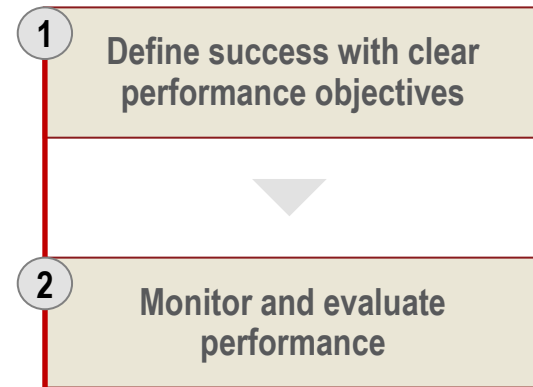 1
Define success with clear
performance objectives
2
Monitor and evaluate
performance